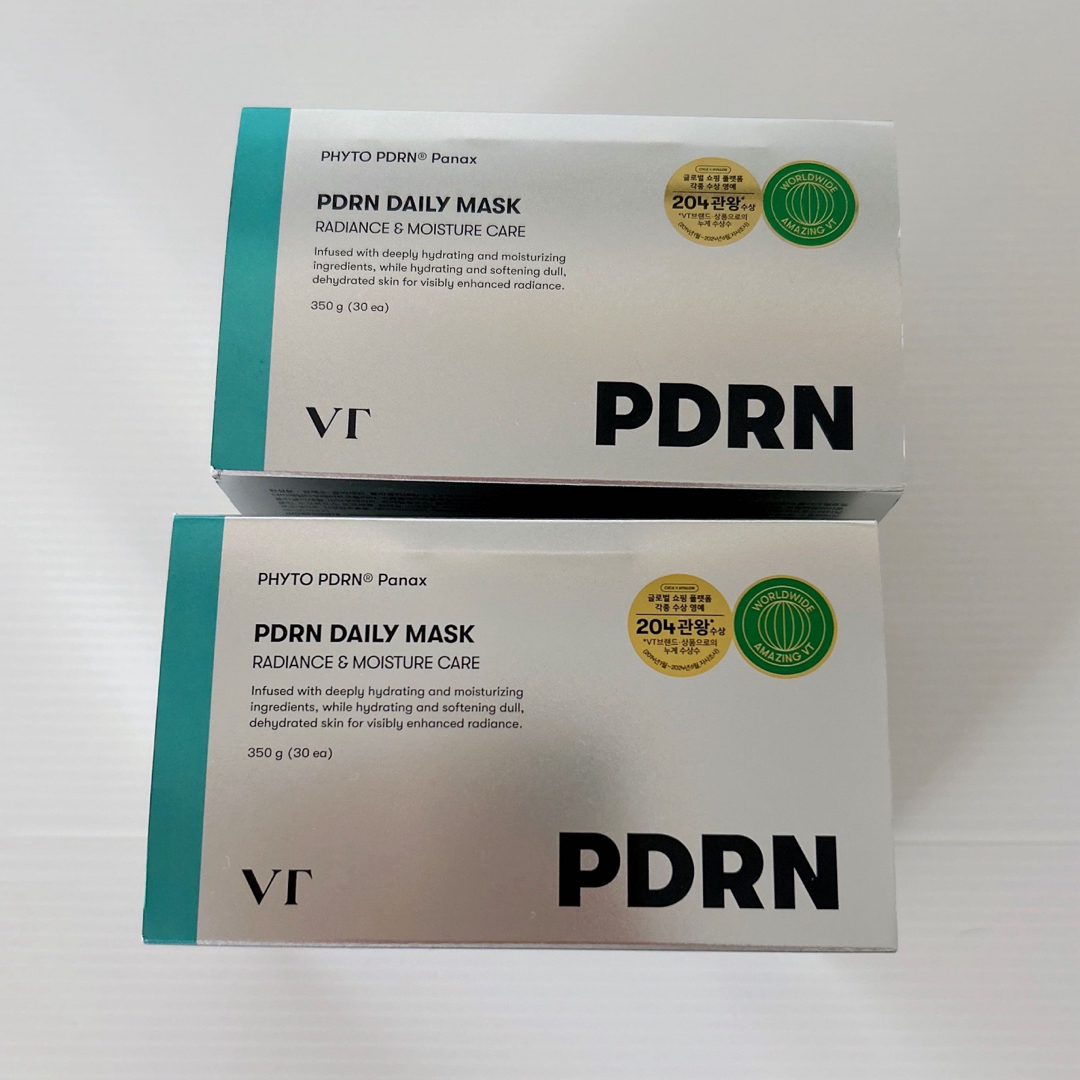 PHYTO PDRN® Panax
PDRN DAILY MASK
RADIANCE & MOISTURE CARE
Infused with deeply hydrating and moisturizing
ingredients, while hydrating and softening dull,
dehydrated skin for visibly enhanced radiance.
350 g (30 ea)
글로벌 쇼핑 플랫폼
각종 수상 영예
204관왕*수상
*VT브랜드·상품으로의
누계 수상수
WORLDWIDE
AMAZING VT
VT
PDRN
PHYTO PDRN® Panax
PDRN DAILY MASK
RADIANCE & MOISTURE CARE
Infused with deeply hydrating and moisturizing
ingredients, while hydrating and softening dull,
dehydrated skin for visibly enhanced radiance.
350 g (30 ea)
글로벌 쇼핑 플랫폼
각종 수상 영예
204관왕*수상
*VT브랜드·상품으로의
누계 수상수
WORLDWIDE
AMAZING VT
VT
PDRN